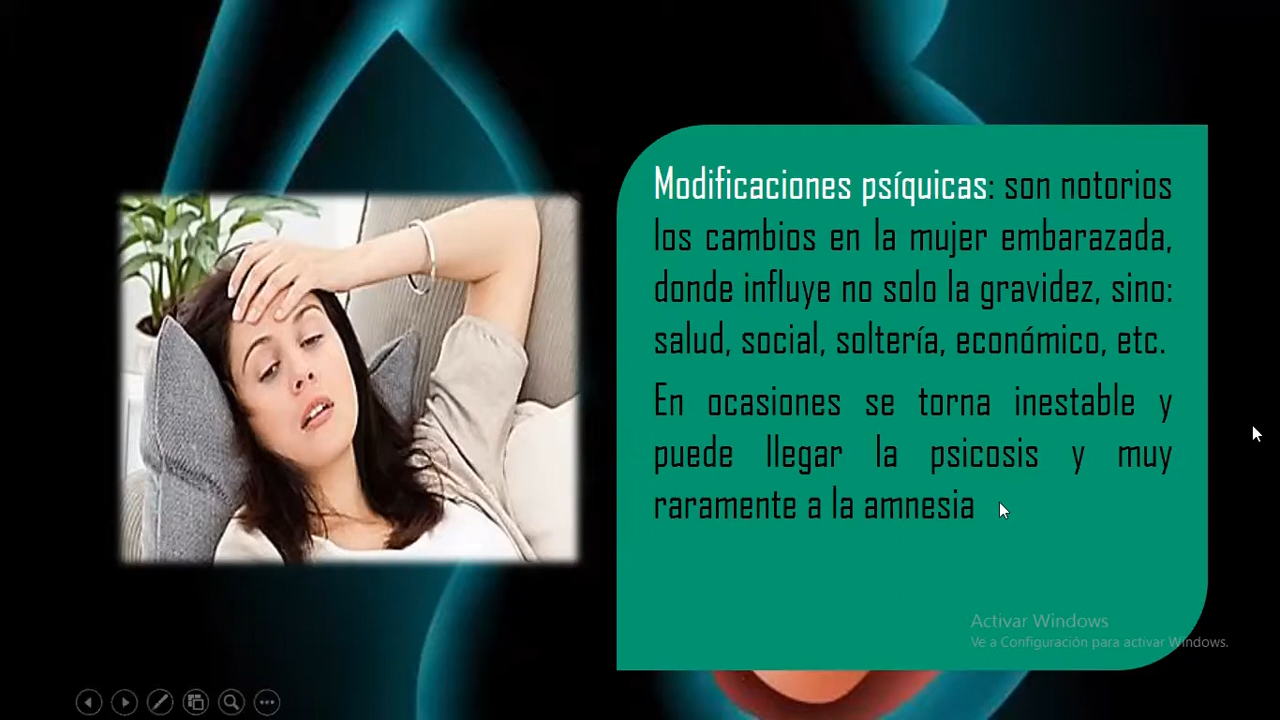 Modificaciones psíquicas: son notorios
los cambios en la mujer embarazada,
donde influye no solo la gravidez, sino:
salud, social, soltería, económico, etc.
En ocasiones se torna inestable y
puede llegar la psicosis y muy
raramente a la amnesia
Activar Windows
Ve a Configuración para activar Windows.